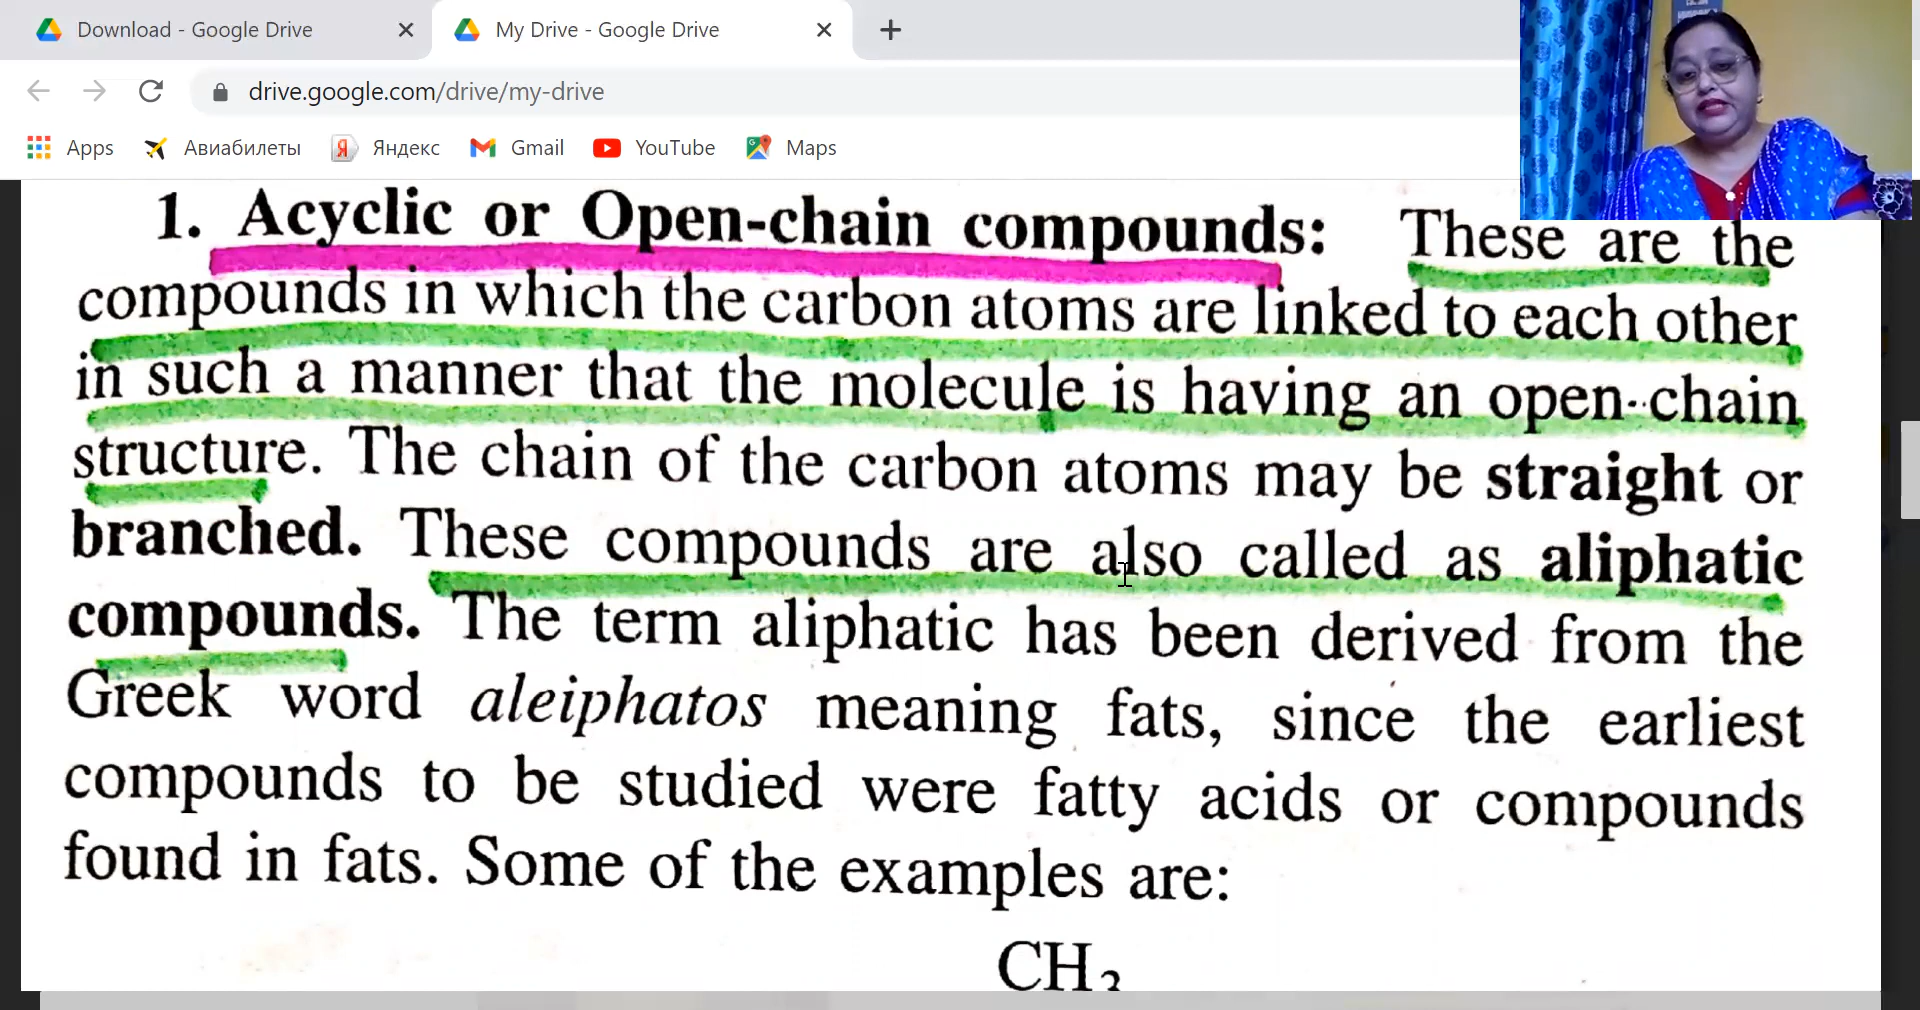 Download - Google Drive
My Drive - Google Drive
drive.google.com/drive/my-drive
Apps Авиабилеты Яндекс Gmail YouTube Maps
1. Acyclic or Open-chain compounds: These are the
compounds in which the carbon atoms are linked to each other
in such a manner that the molecule is having an open-chain
structure. The chain of the carbon atoms may be straight or
branched. These compounds are also called as aliphatic
compounds. The term aliphatic has been derived from the
Greek word aleiphatos meaning fats, since the earliest
compounds to be studied were fatty acids or compounds
found in fats. Some of the examples are:
CH3